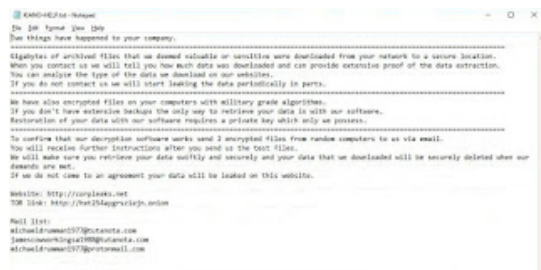 -HELP.txt - Notepad
File Edit Format View Help
Two things have happened to your company.
Gigabytes of archived files that we deemed valuable or sensitive were downloaded from your network to a secure location.
When you contact us we will tell you how much data was downloaded and can provide extensive proof of the data extraction.
You can analyse the type of the data we download on our websites.
If you do not contact us we will start leaking the data periodically in parts.
We have also encrypted files on your computers with military grade algorithms.
If you don't have extensive backups the only way to retrieve your data is with our software.
Restoration of your data with our software requires a private key which only we possess.
To confirm that our decryption software works send 2 encrypted files from random computers to us via email.
You will receive further instructions after you send us the test files.
We will make sure you retrieve your data swiftly and securely and your data that we downloaded will be securely deleted when our
demands are met.
If we do not come to an agreement your data will be leaked on this website.
Website: http://corpleaks.net
TOR link:
Mail list: